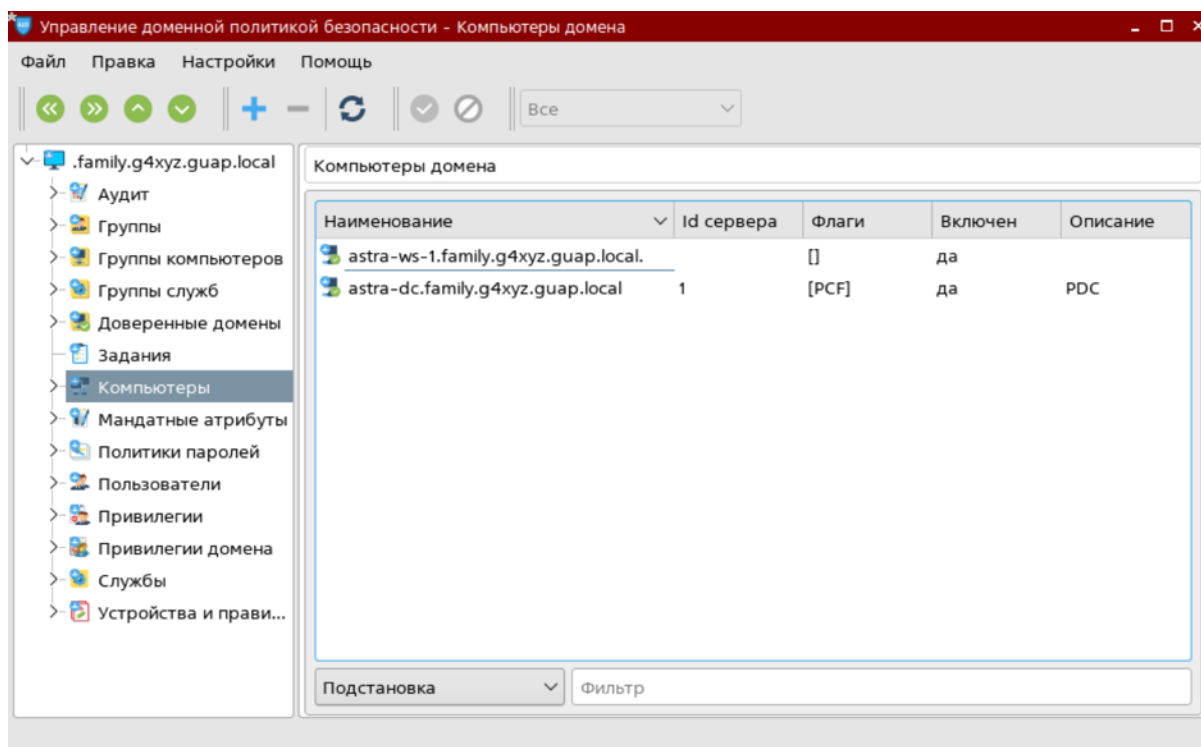 Управление доменной политикой безопасности - Компьютеры домена
Файл Правка Настройки Помощь
Все
.family.g4xyz.guap.local
Аудит
Группы
Группы компьютеров
Группы служб
Доверенные домены
Задания
Компьютеры
Мандатные атрибуты
Политики паролей
Пользователи
Привилегии
Привилегии домена
Службы
Устройства и прави...
Компьютеры домена
Наименование Id сервера Флаги Включен Описание
astra-ws-1.family.g4xyz.guap.local. [] да
astra-dc.family.g4xyz.guap.local 1 [PCF] да PDC
Подстановка Фильтр